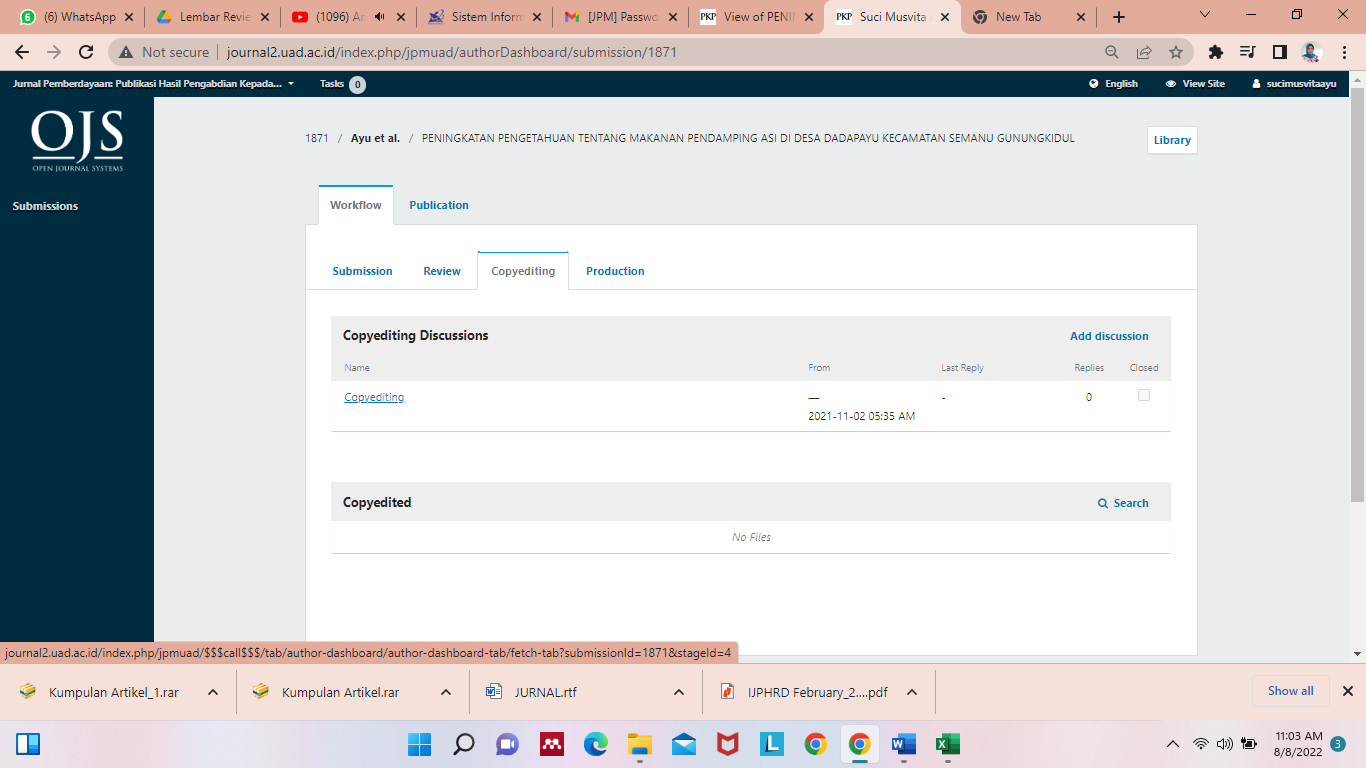 (6) WhatsApp
Lembar Revie
(1096) Ar
Sistem Inform
[JPM] Passwo
PKP View of PENIN
PKP Suci Musvita
New Tab
Not secure journal2.uad.ac.id/index.php/jpmuad/authorDashboard/submission/1871
Jurnal Pemberdayaan: Publikasi Hasil Pengabdian Kepada... Tasks 0 English View Site sucimusvitaayu
OJS
OPEN JOURNAL SYSTEMS
Submissions
1871 / Ayu et al. / PENINGKATAN PENGETAHUAN TENTANG MAKANAN PENDAMPING ASI DI DESA DADAPAYU KECAMATAN SEMANU GUNUNGKIDUL
Library
Workflow Publication
Submission Review Copyediting Production
Copyediting Discussions Add discussion
Name From Last Reply Replies Closed
Copyediting — - 0
2021-11-02 05:35 AM
Copyedited Search
No Files
journal2.uad.ac.id/index.php/jpmuad/$$$call$$$/tab/author-dashboard/author-dashboard-tab/fetch-tab?submissionId=1871&stageId=4
Kumpulan Artikel_1.rar Kumpulan Artikel.rar JURNAL.rtf IJPHRD February_2....pdf Show all
11:03 AM
8/8/2022 3